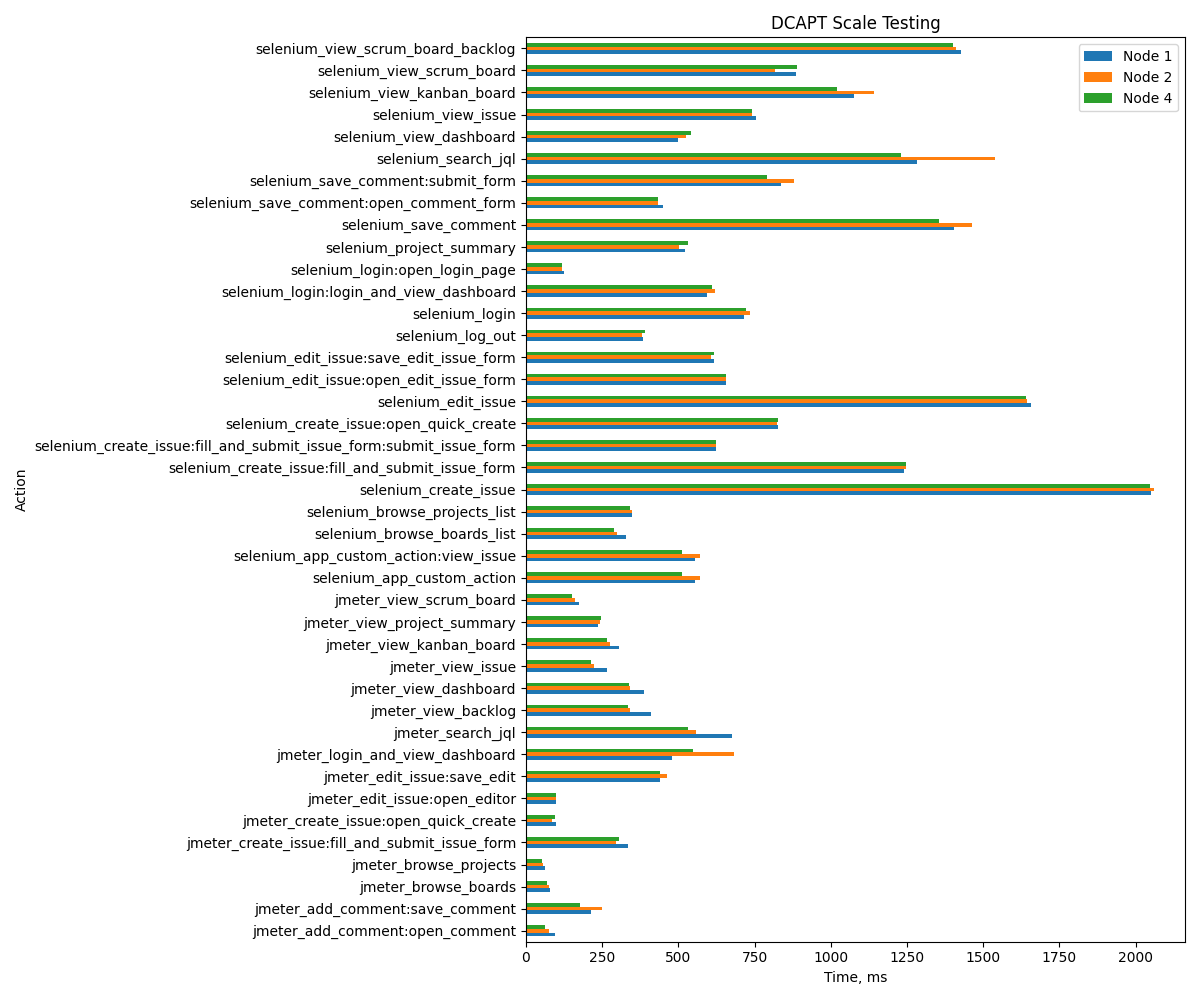 DCAPT Scale Testing
Node 1
Node 2
Node 4
selenium_view_scrum_board_backlog
selenium_view_scrum_board
selenium_view_kanban_board
selenium_view_issue
selenium_view_dashboard
selenium_search_jql
selenium_save_comment:submit_form
selenium_save_comment:open_comment_form
selenium_save_comment
selenium_project_summary
selenium_login:open_login_page
selenium_login:login_and_view_dashboard
selenium_login
selenium_log_out
selenium_edit_issue:save_edit_issue_form
selenium_edit_issue:open_edit_issue_form
selenium_edit_issue
selenium_create_issue:open_quick_create
selenium_create_issue:fill_and_submit_issue_form:submit_issue_form
selenium_create_issue:fill_and_submit_issue_form
selenium_create_issue
selenium_browse_projects_list
selenium_browse_boards_list
selenium_app_custom_action:view_issue
selenium_app_custom_action
jmeter_view_scrum_board
jmeter_view_project_summary
jmeter_view_kanban_board
jmeter_view_issue
jmeter_view_dashboard
jmeter_view_backlog
jmeter_search_jql
jmeter_login_and_view_dashboard
jmeter_edit_issue:save_edit
jmeter_edit_issue:open_editor
jmeter_create_issue:open_quick_create
jmeter_create_issue:fill_and_submit_issue_form
jmeter_browse_projects
jmeter_browse_boards
jmeter_add_comment:save_comment
jmeter_add_comment:open_comment
Action
0 250 500 750 1000 1250 1500 1750 2000
Time, ms